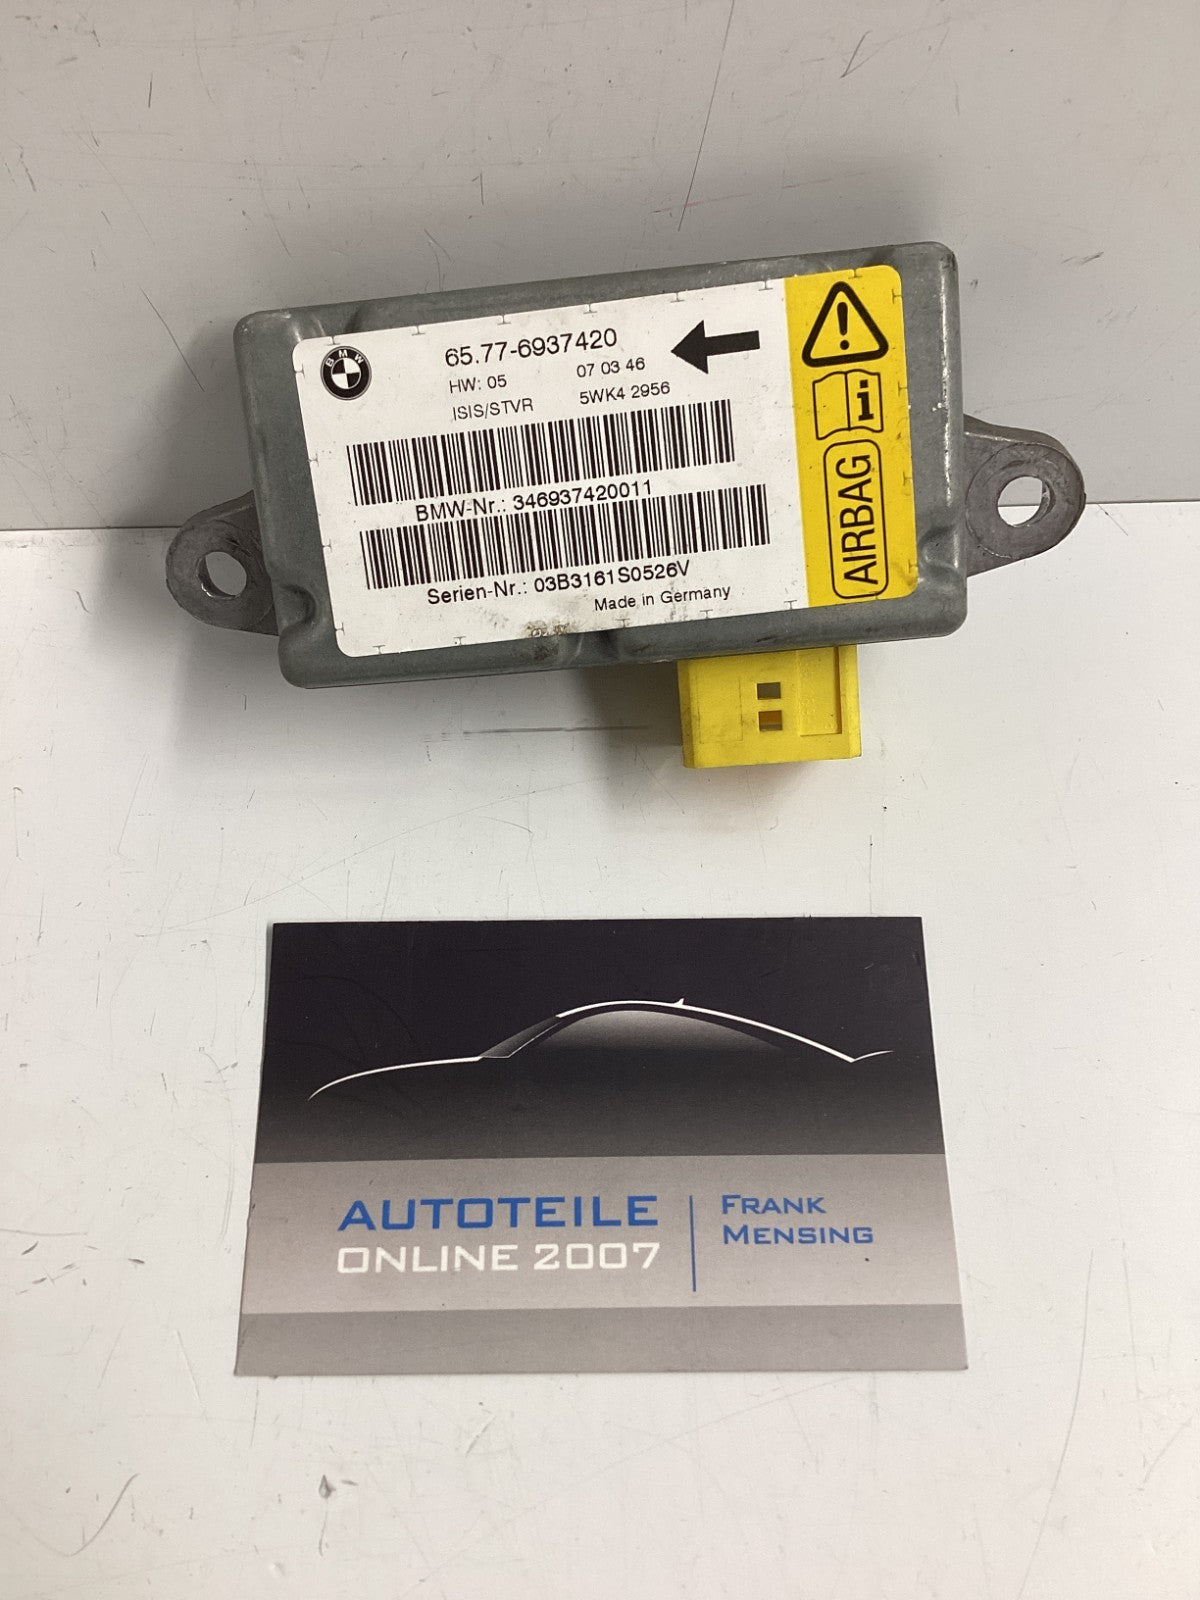 BMW
65.77-6937420
HW: 05 07 03 46
ISIS/STVR 5WK4 2956
BMW-Nr.: 346937420011
Serien-Nr.: 03B3161S0526V
Made in Germany
! i
AIRBAG
AUTOTEILE
ONLINE 2007
FRANK
MENSING